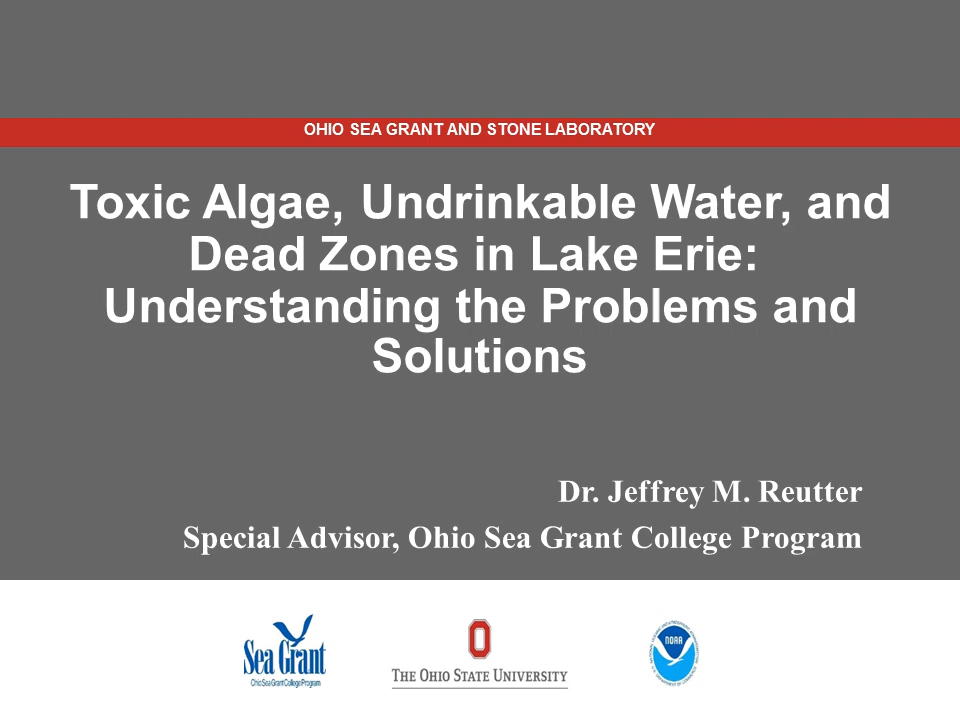 OHIO SEA GRANT AND STONE LABORATORY
Toxic Algae, Undrinkable Water, and
Dead Zones in Lake Erie:
Understanding the Problems and
Solutions
Dr. Jeffrey M. Reutter
Special Advisor, Ohio Sea Grant College Program
Sea Grant
Ohio Sea Grant College Program
THE OHIO STATE UNIVERSITY
NOAA